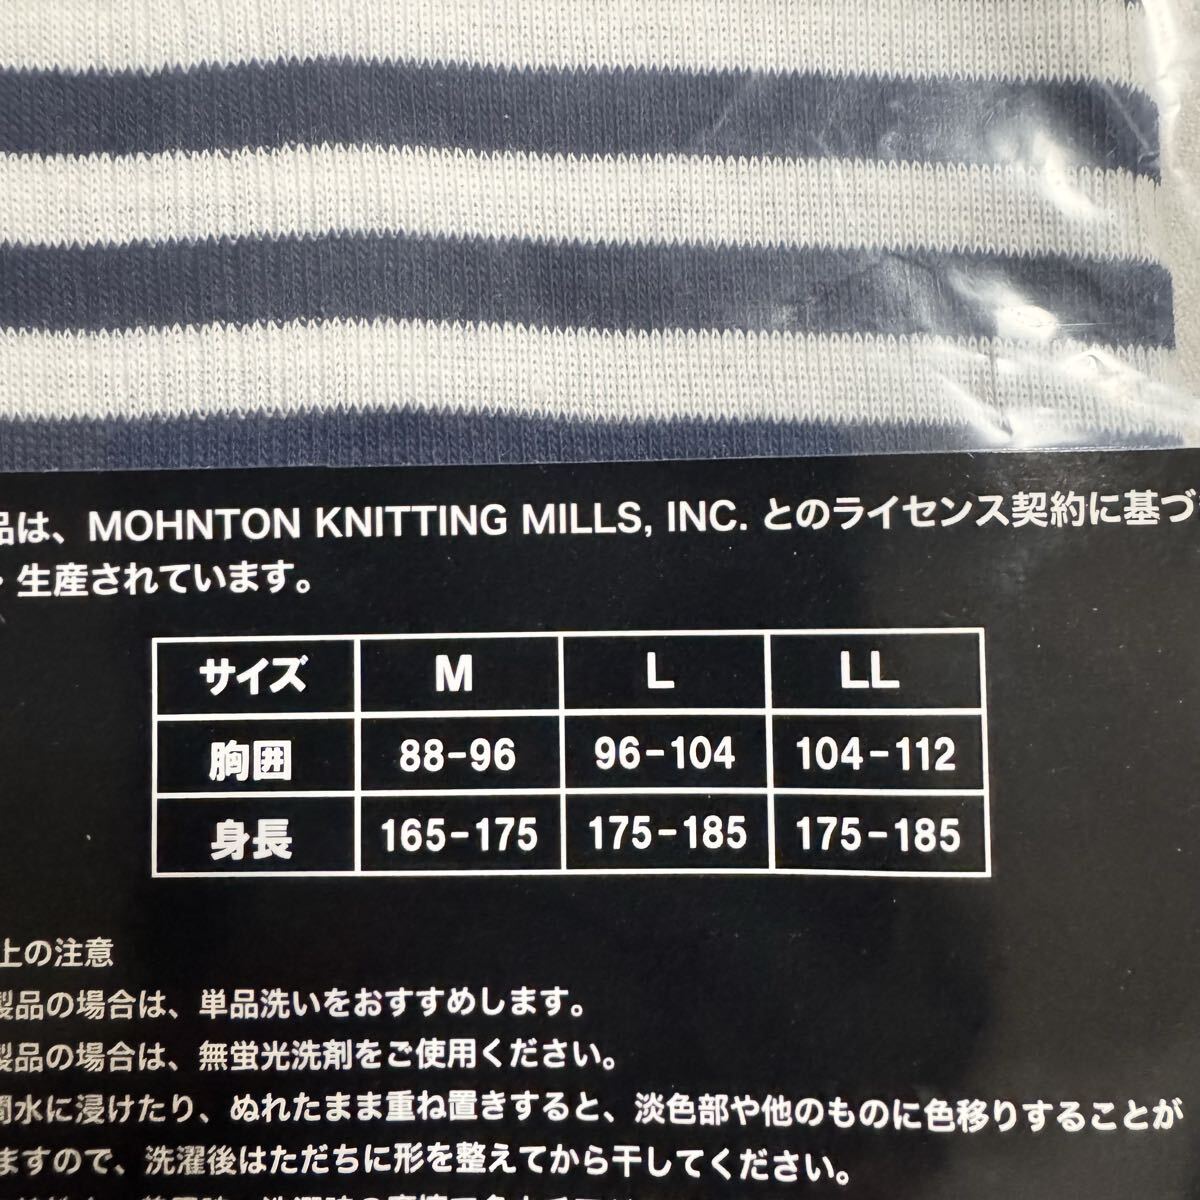 品は、MOHNTON KNITTING MILLS, INC. とのライセンス契約に基づ
・生産されています。
サイズ M L LL
胸囲 88-96 96-104 104-112
身長 165-175 175-185 175-185
上の注意
製品の場合は、単品洗いをおすすめします。
製品の場合は、無蛍光洗剤をご使用ください。
間水に浸けたり、ぬれたまま重ね置きすると、淡色部や他のものに色移りすることが
ますので、洗濯後はただちに形を整えてから干してください。